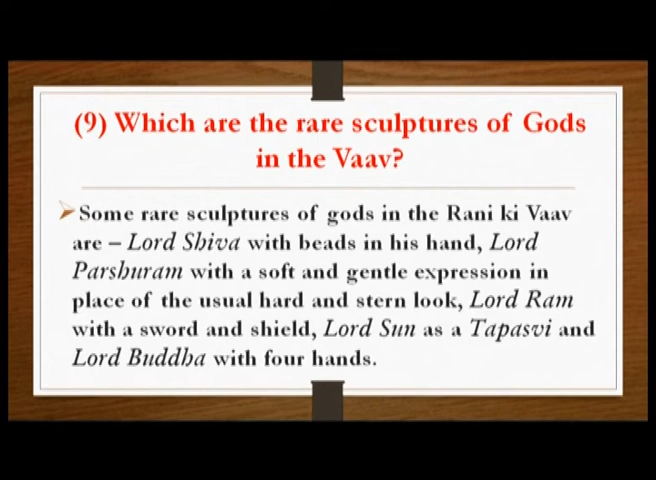 (9) Which are the rare sculptures of Gods
in the Vaav?
Some rare sculptures of gods in the Rani ki Vaav
are – Lord Shiva with beads in his hand, Lord
Parshuram with a soft and gentle expression in
place of the usual hard and stern look, Lord Ram
with a sword and shield, Lord Sun as a Tapasvi and
Lord Buddha with four hands.